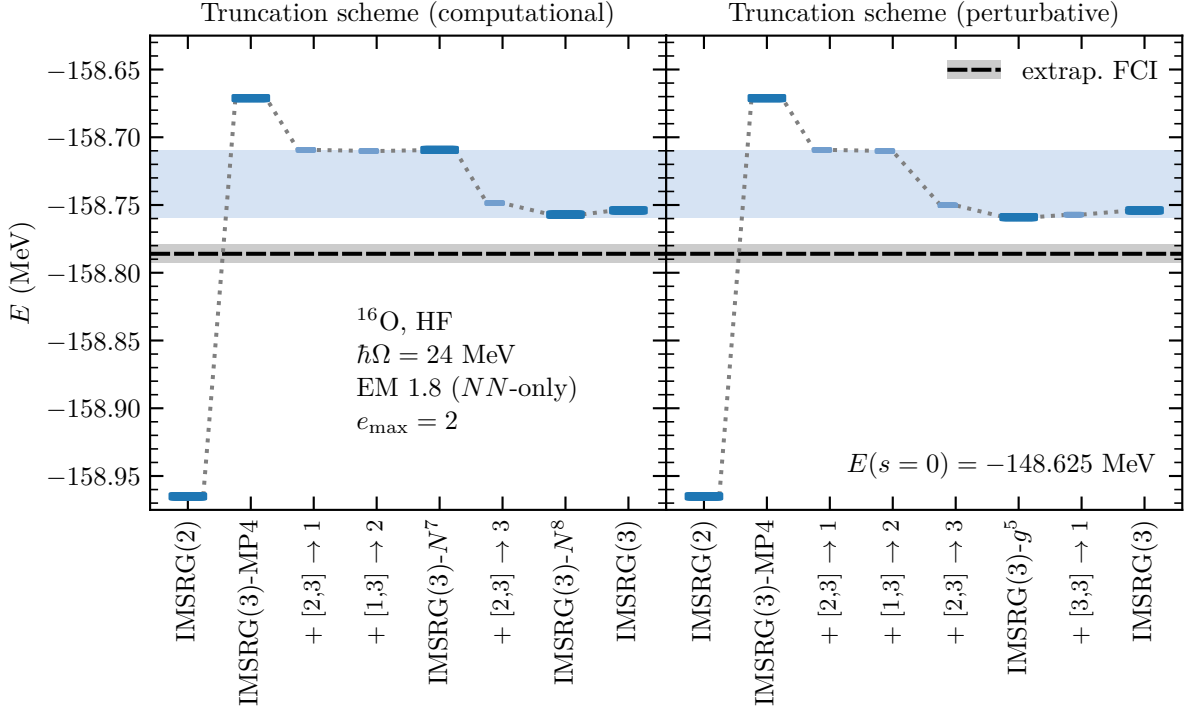 Truncation scheme (computational)
Truncation scheme (perturbative)
E (MeV)
−158.65
−158.70
−158.75
−158.80
−158.85
−158.90
−158.95
extrap. FCI
¹⁶O, HF
ℏΩ = 24 MeV
EM 1.8 (NN-only)
eₘₐₓ = 2
E(s = 0) = −148.625 MeV
IMSRG(2)
IMSRG(3)-MP4
+ [2,3] → 1
+ [1,3] → 2
IMSRG(3)-N⁷
+ [2,3] → 3
IMSRG(3)-N⁸
IMSRG(3)
IMSRG(2)
IMSRG(3)-MP4
+ [2,3] → 1
+ [1,3] → 2
+ [2,3] → 3
IMSRG(3)-g⁵
+ [3,3] → 1
IMSRG(3)